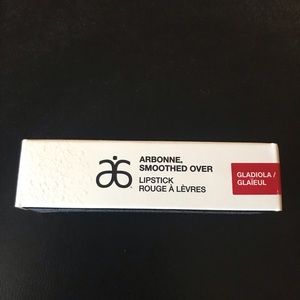 ARBONNE.
SMOOTHED OVER
LIPSTICK
ROUGE À LÈVRES
GLADIOLA /
GLAÏEUL